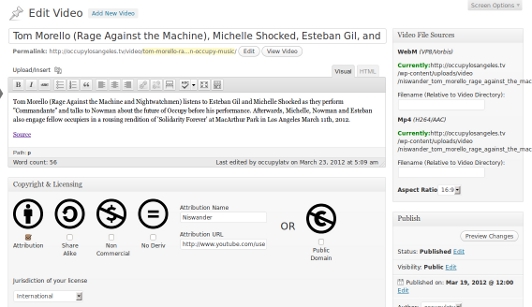 Screen Options
Edit Video Add New Video
Tom Morello (Rage Against the Machine), Michelle Shocked, Esteban Gil, and
Permalink: http://occupylosangeles.tv/video/tom-morello-ra...n-occupy-music/ Edit View Video
Upload/Insert
Visual HTML
B I ABC
Tom Morello (Rage Against the Machine and Nightwatchmen) listens to Esteban Gil and Michelle Shocked as they perform
"Commandante" and talks to Nowman about the future of Occupy before his performance. Afterwards, Michelle, Nowman and Esteban
also engage fellow occupiers in a rousing rendition of 'Solidarity Forever' at MacArthur Park in Los Angeles March 11th, 2012.
Source
Path: p
Word count: 56
Last edited by occupylatv on March 23, 2012 at 5:09 am
Copyright & Licensing
Attribution
Share
Alike
Non
Commercial
No Deriv
Attribution Name
Niswander
Attribution URL
http://www.youtube.com/use
OR
Public
Domain
Jurisdiction of your license
International
Video File Sources
WebM (VP8/Vorbis)
Currently:http://occupylosangeles.tv
/wp-content/uploads/video
/niswander_tom_morello_rage_against_the_mac
Filename (Relative to Video Directory):
Mp4 (H264/AAC)
Currently:http://occupylosangeles.tv
/wp-content/uploads/video
/niswander_tom_morello_rage_against_the_mac
Filename (Relative to Video Directory):
Aspect Ratio 16:9
Publish
Preview Changes
Status: Published Edit
Visibility: Public Edit
Published on: Mar 19, 2012 @ 12:00
Edit